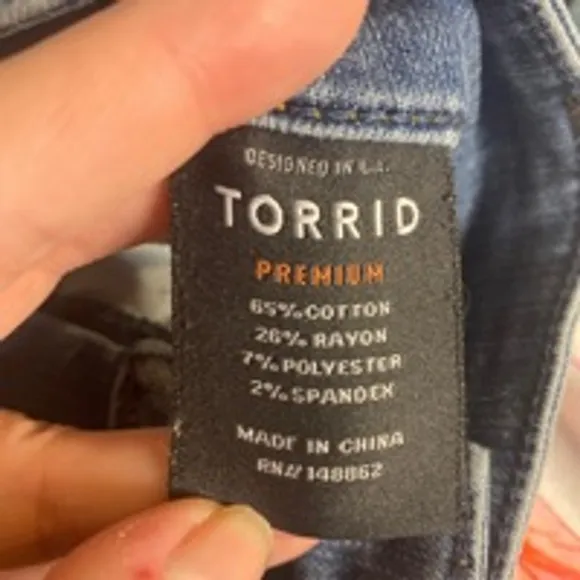 DESIGNED IN L.A.
TORRID
PREMIUM
65% COTTON
26% RAYON
7% POLYESTER
2% SPANDEX
MADE IN CHINA
RN// 148862